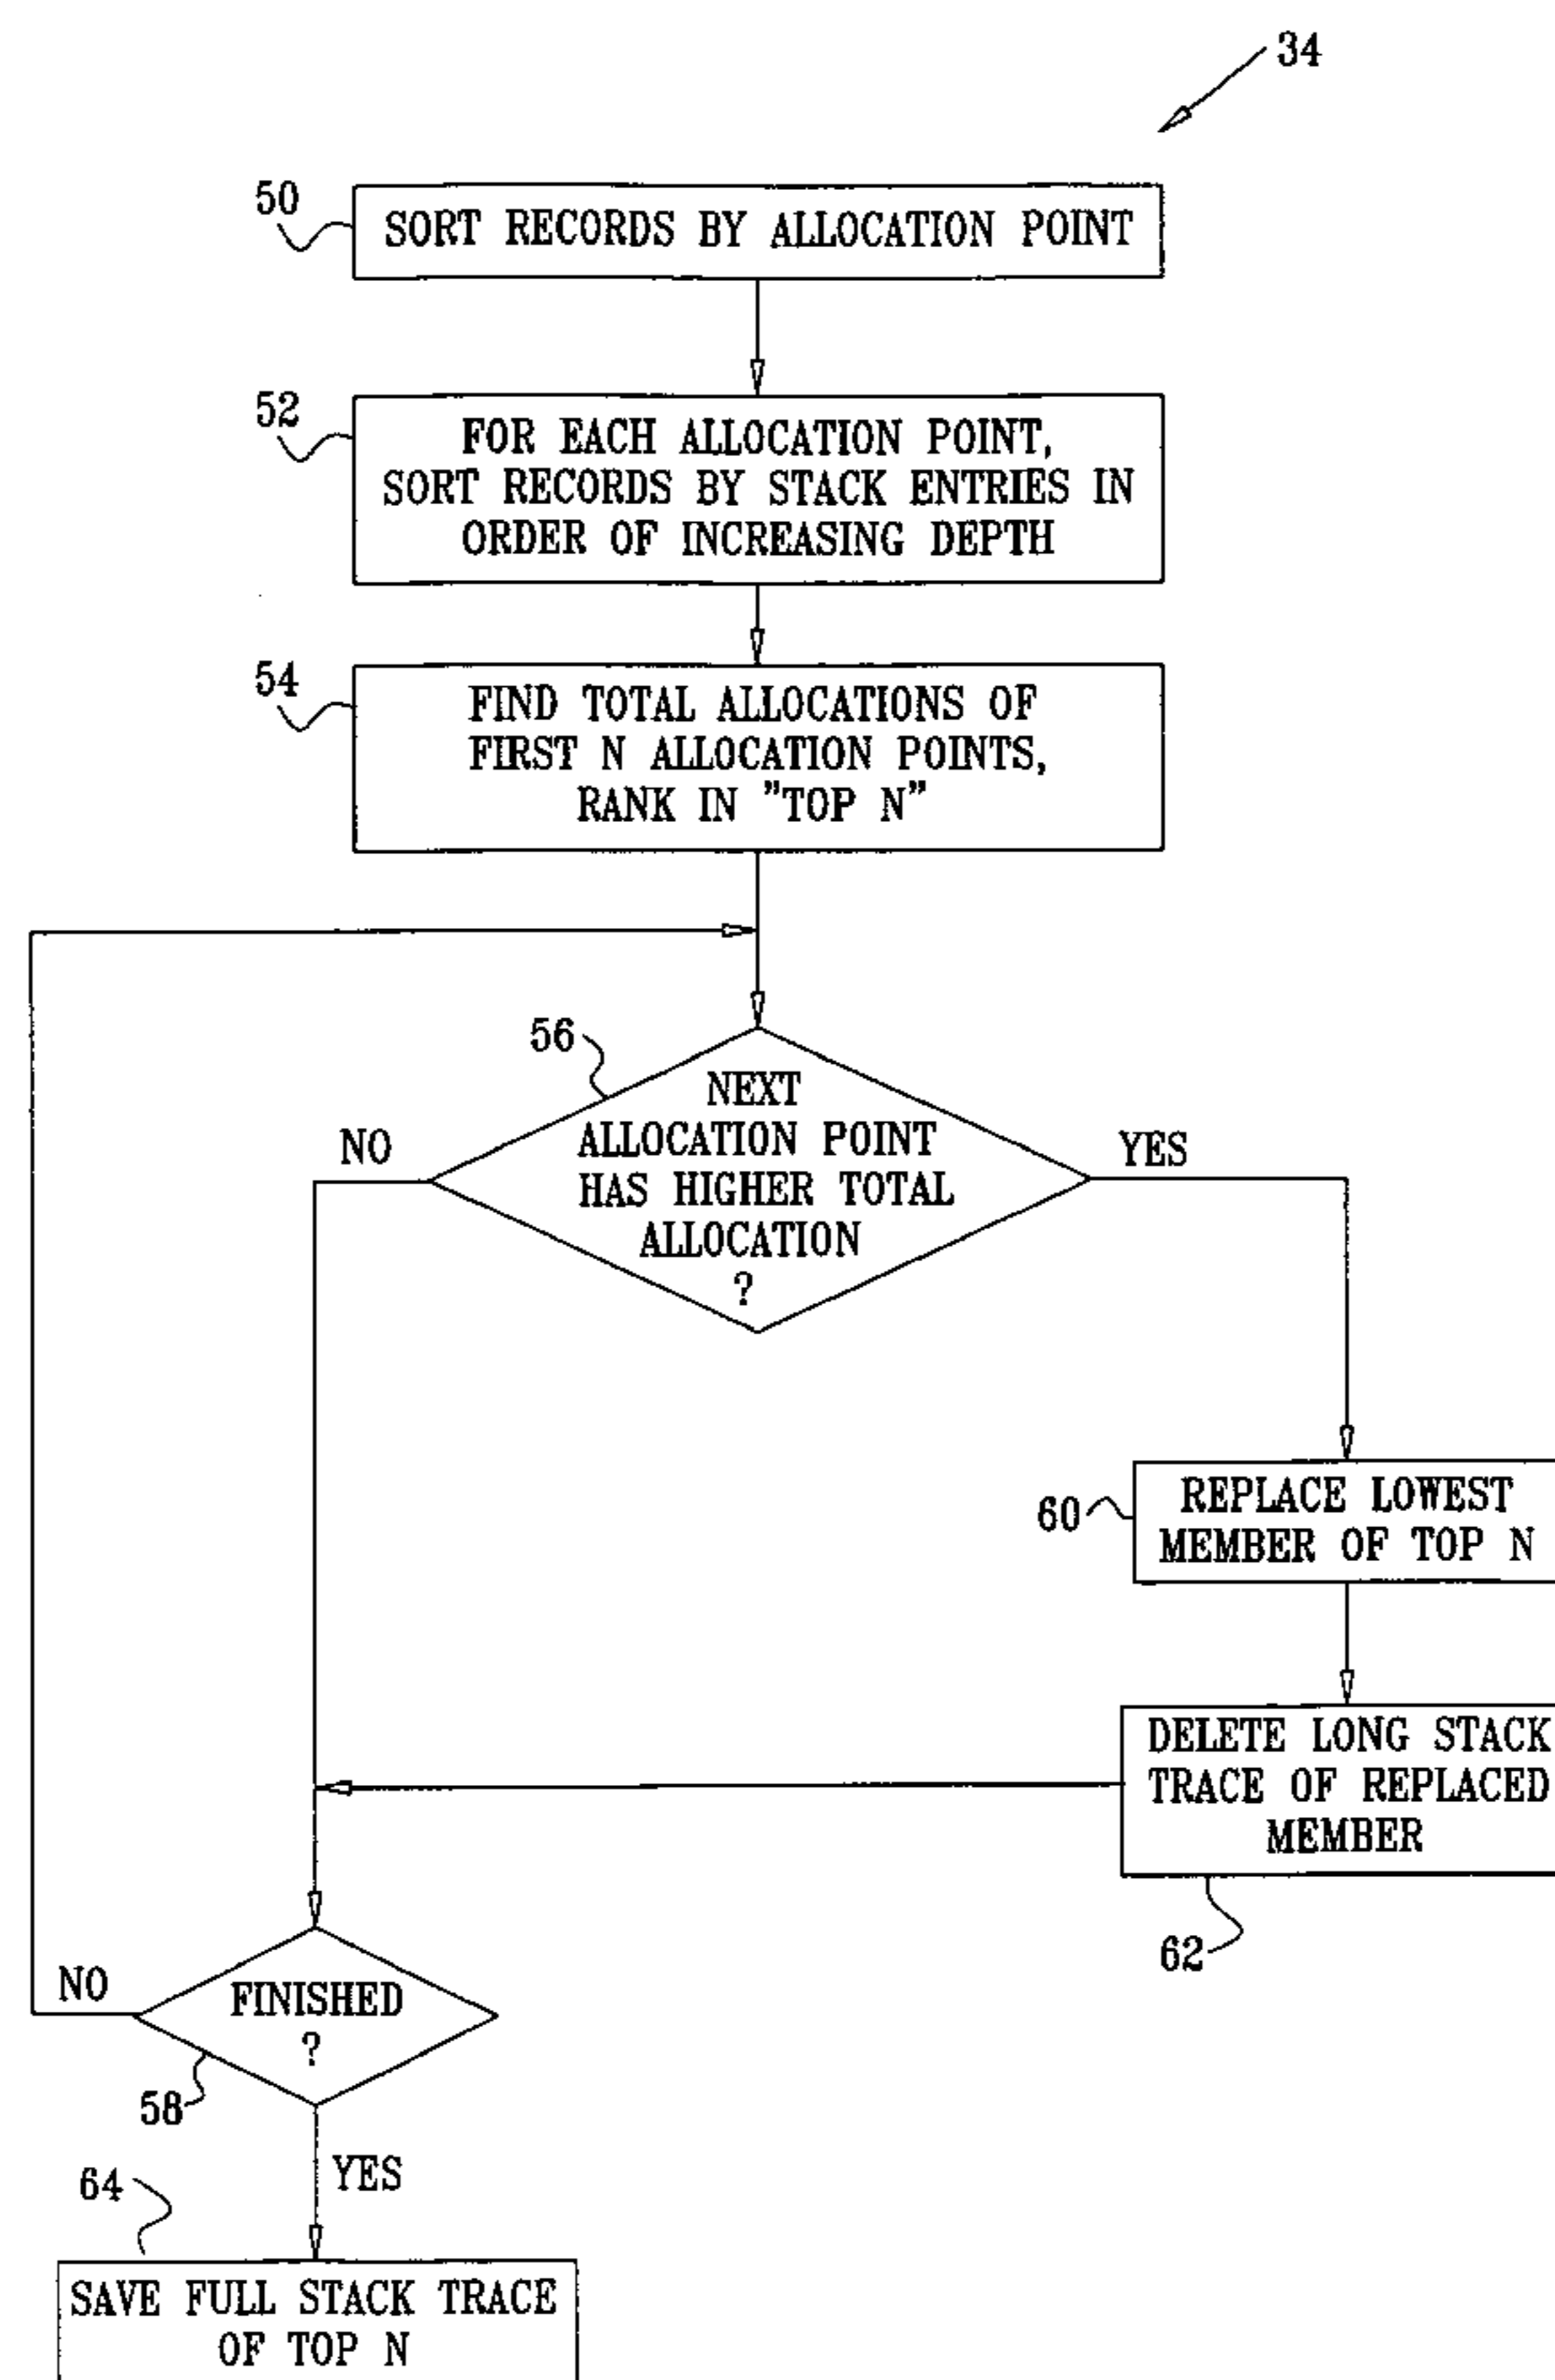 34
50
SORT RECORDS BY ALLOCATION POINT
52
FOR EACH ALLOCATION POINT,
SORT RECORDS BY STACK ENTRIES IN
ORDER OF INCREASING DEPTH
54
FIND TOTAL ALLOCATIONS OF
FIRST N ALLOCATION POINTS,
RANK IN "TOP N"
56
NEXT
ALLOCATION POINT
HAS HIGHER TOTAL
ALLOCATION
?
NO
YES
60
REPLACE LOWEST
MEMBER OF TOP N
DELETE LONG STACK
TRACE OF REPLACED
MEMBER
62
NO
FINISHED
?
58
YES
64
SAVE FULL STACK TRACE
OF TOP N